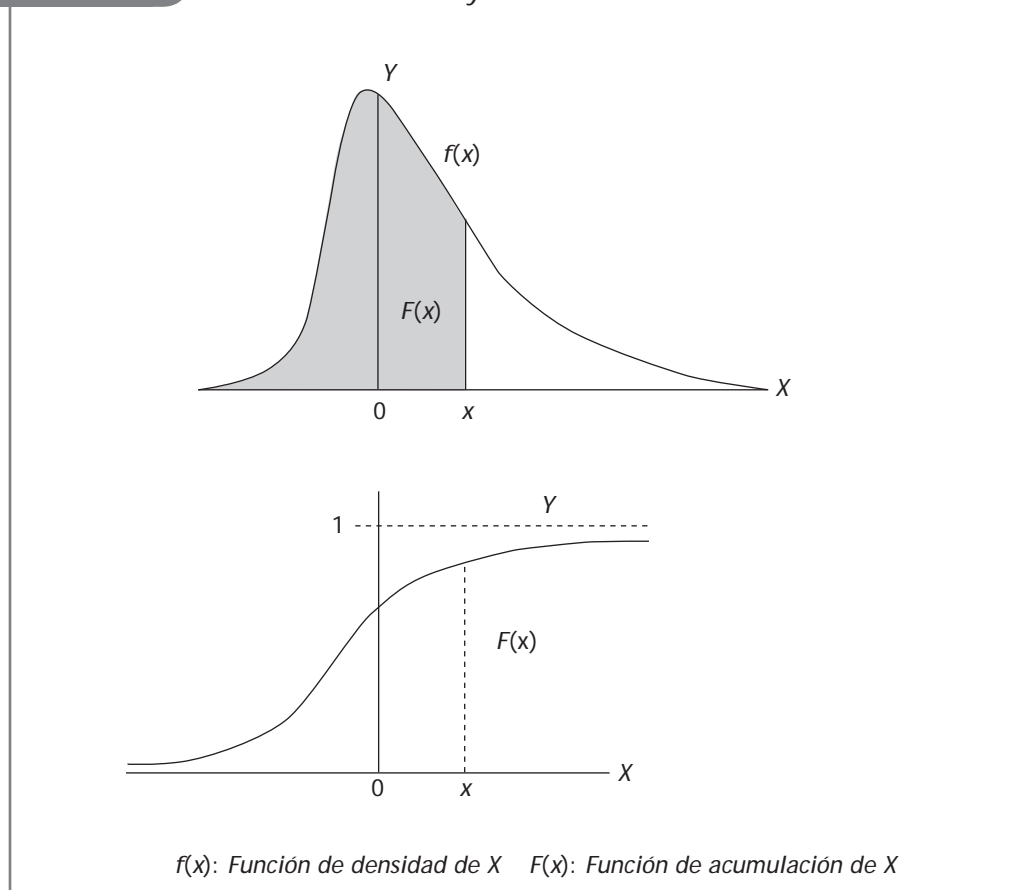 Y
f(x)
F(x)
X
0
x
Y
1
F(x)
X
0
x
f(x): Función de densidad de X F(x): Función de acumulación de X